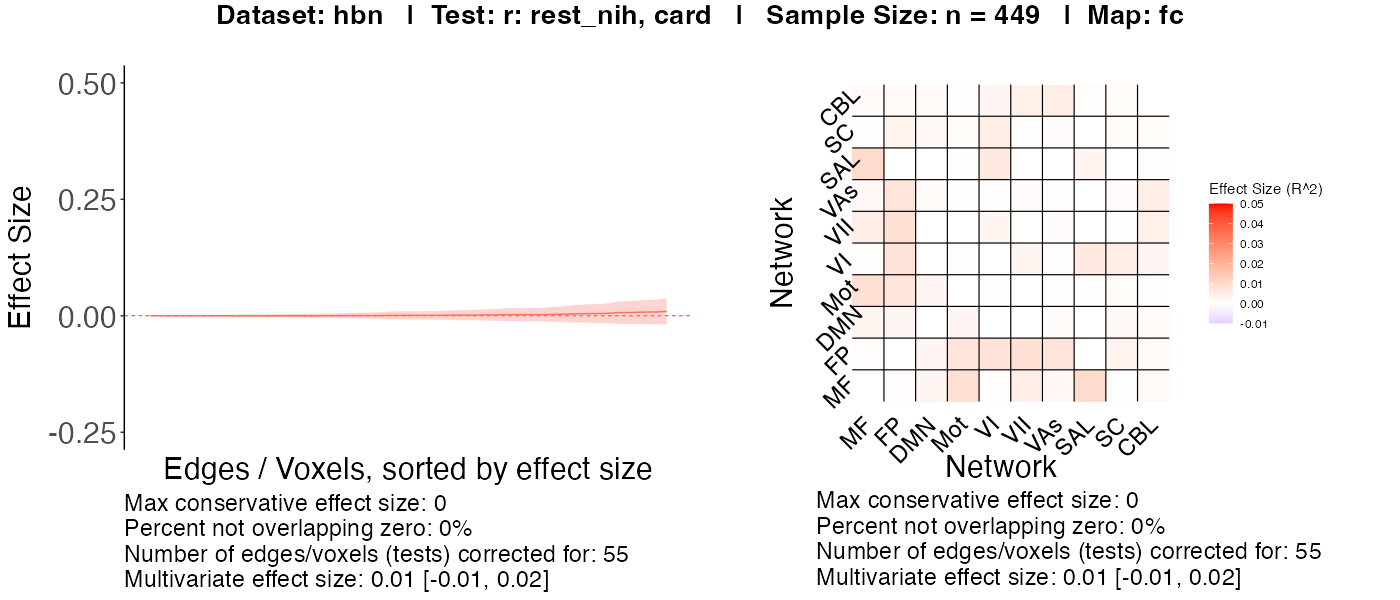 Dataset: hbn | Test: r: rest_nih, card | Sample Size: n = 449 | Map: fc
Effect Size
0.50
0.25
0.00
-0.25
Edges / Voxels, sorted by effect size
Max conservative effect size: 0
Percent not overlapping zero: 0%
Number of edges/voxels (tests) corrected for: 55
Multivariate effect size: 0.01 [-0.01, 0.02]
Network
CBL
SC
SAL
VAs
VII
VI
Mot
DMN
FP
MF
MF FP DMN Mot VI VII VAs SAL SC CBL
Network
Effect Size (R^2)
0.05
0.04
0.03
0.02
0.01
0.00
-0.01
Max conservative effect size: 0
Percent not overlapping zero: 0%
Number of edges/voxels (tests) corrected for: 55
Multivariate effect size: 0.01 [-0.01, 0.02]